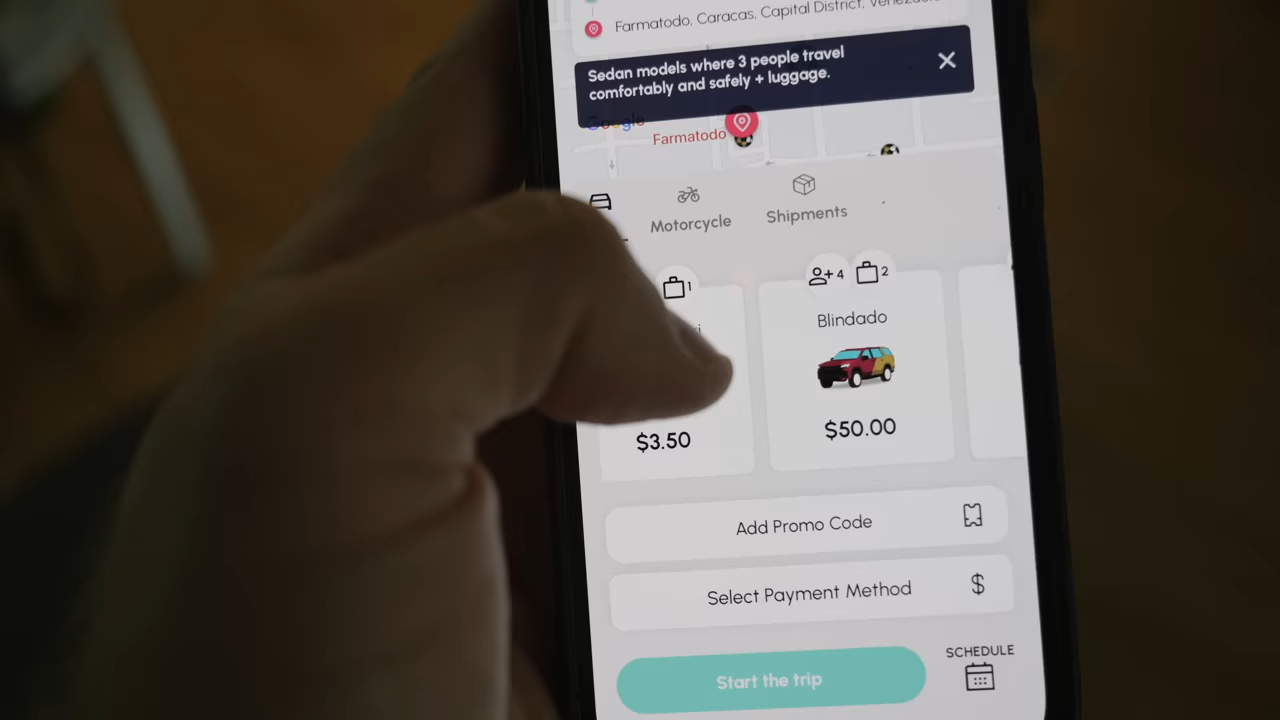 Farmatodo, Caracas, Capital District,
Sedan models where 3 people travel
comfortably and safely + luggage.
Google
Farmatodo
Motorcycle
Shipments
1
+4
2
Blindado
$3.50
$50.00
Add Promo Code
Select Payment Method
$
Start the trip
SCHEDULE